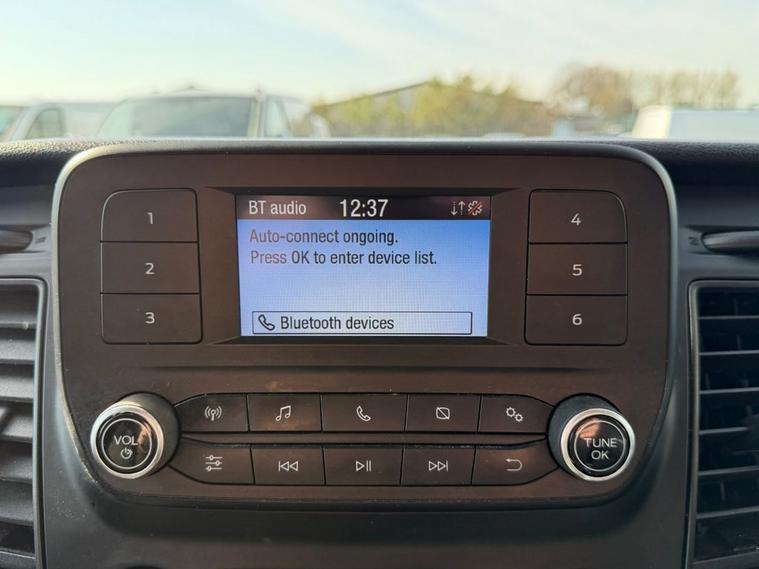 BT audio 12:37
Auto-connect ongoing.
Press OK to enter device list.
Bluetooth devices
1
2
3
4
5
6
VOL
TUNE
OK